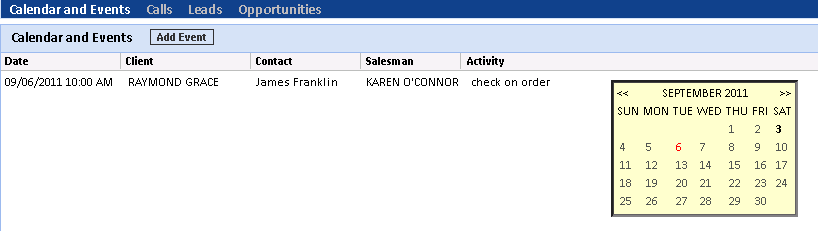 Calendar and Events Calls Leads Opportunities
Calendar and Events Add Event
Date Client Contact Salesman Activity
09/06/2011 10:00 AM RAYMOND GRACE James Franklin KAREN O'CONNOR check on order
<< SEPTEMBER 2011 >>
SUN MON TUE WED THU FRI SAT
1 2 3
4 5 6 7 8 9 10
11 12 13 14 15 16 17
18 19 20 21 22 23 24
25 26 27 28 29 30